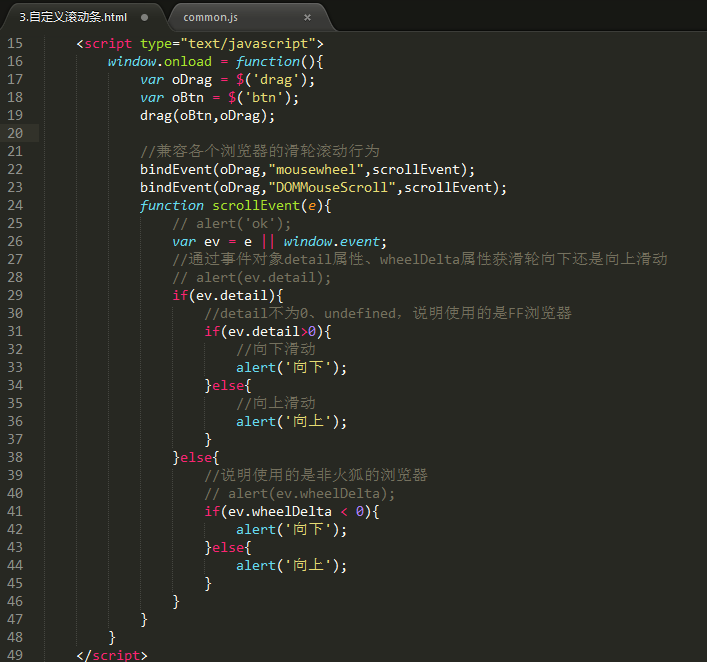 3.自定义滚动条.html
common.js ×
15 <script type="text/javascript">
16 window.onload = function(){
17 var oDrag = $('drag');
18 var oBtn = $('btn');
19 drag(oBtn,oDrag);
20
21 //兼容各个浏览器的滑轮滚动行为
22 bindEvent(oDrag,"mousewheel",scrollEvent);
23 bindEvent(oDrag,"DOMMouseScroll",scrollEvent);
24 function scrollEvent(e){
25 // alert('ok');
26 var ev = e || window.event;
27 //通过事件对象detail属性、wheelDelta属性获滑轮向下还是向上滑动
28 // alert(ev.detail);
29 if(ev.detail){
30 //detail不为0、undefined，说明使用的是FF浏览器
31 if(ev.detail>0){
32 //向下滑动
33 alert('向下');
34 }else{
35 //向上滑动
36 alert('向上');
37 }
38 }else{
39 //说明使用的是非火狐的浏览器
40 // alert(ev.wheelDelta);
41 if(ev.wheelDelta < 0){
42 alert('向下');
43 }else{
44 alert('向上');
45 }
46 }
47 }
48 }
49 </script>